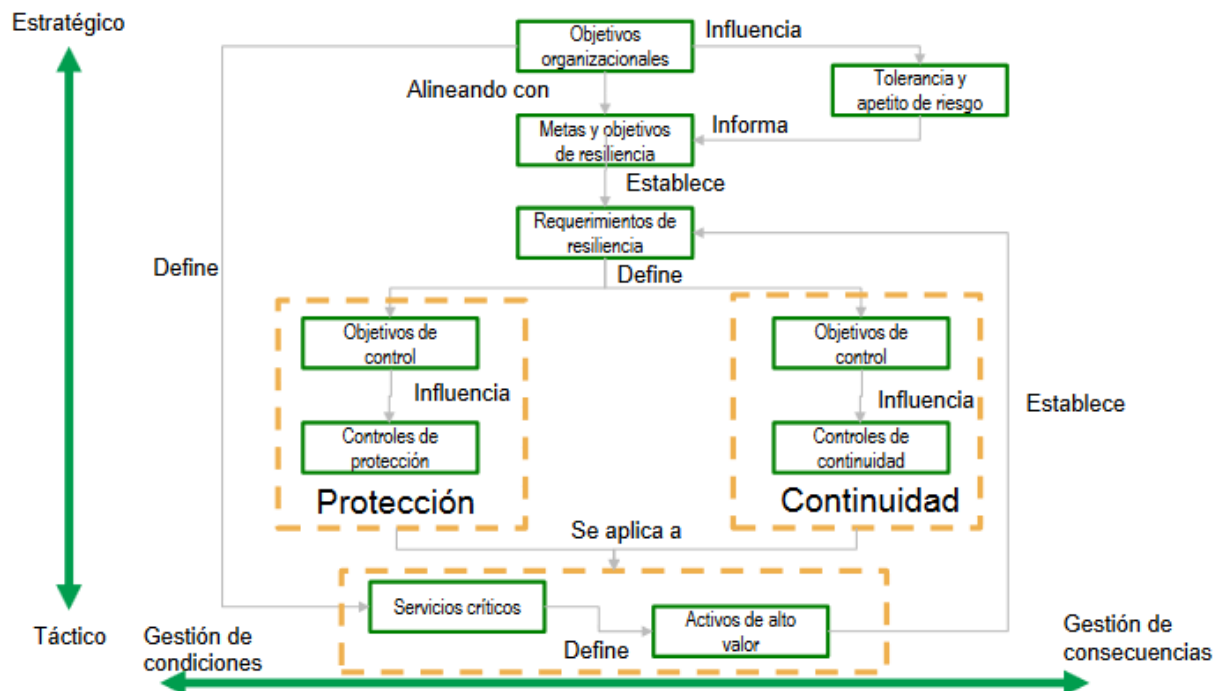 Estratégico
Objetivos
organizacionales
Influencia
Tolerancia y
apetito de riesgo
Alineando con
Metas y objetivos
de resiliencia
Informa
Establece
Requerimientos de
resiliencia
Define
Define
Objetivos de
control
Influencia
Controles de
protección
Protección
Objetivos de
control
Influencia
Controles de
continuidad
Continuidad
Establece
Se aplica a
Servicios críticos
Define
Activos de alto
valor
Táctico
Gestión de
condiciones
Gestión de
consecuencias